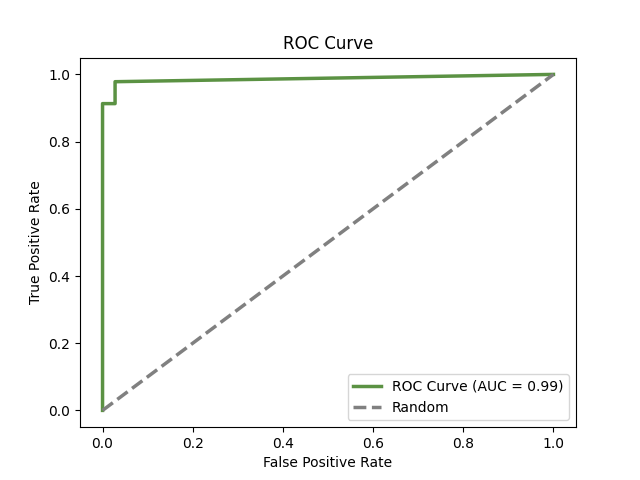 ROC Curve
True Positive Rate
1.0
0.8
0.6
0.4
0.2
0.0
ROC Curve (AUC = 0.99)
Random
0.0 0.2 0.4 0.6 0.8 1.0
False Positive Rate